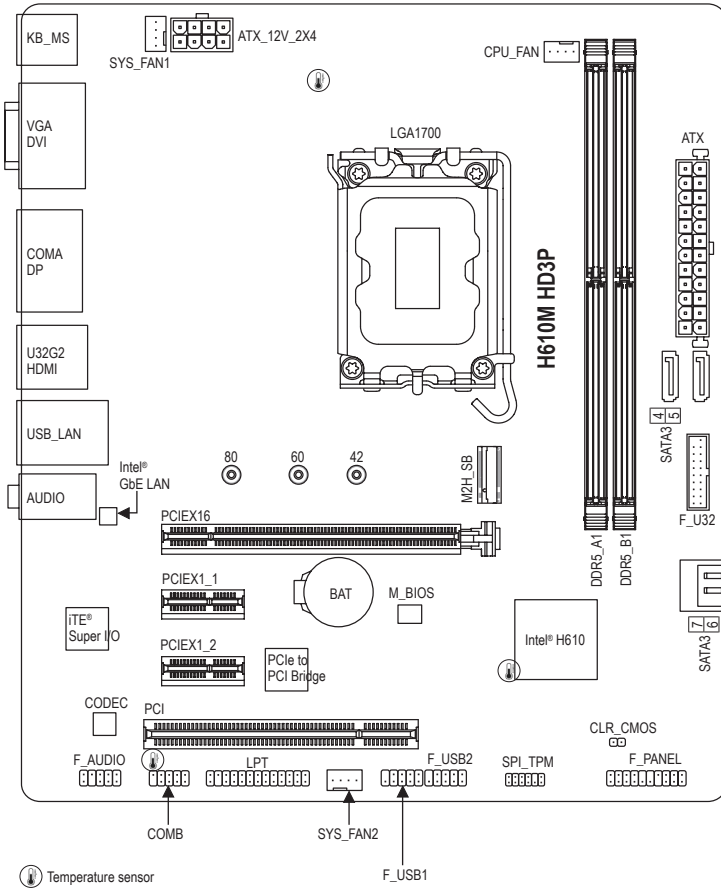 KB_MS
SYS_FAN1
ATX_12V_2X4
CPU_FAN
VGA
DVI
LGA1700
ATX
COMA
DP
H610M HD3P
U32G2
HDMI
4
5
SATA3
USB_LAN
AUDIO
Intel®
GbE LAN
80
60
42
M2H_SB
F_U32
PCIEX16
DDR5_A1
DDR5_B1
PCIEX1_1
BAT
M_BIOS
iTE®
Super I/O
Intel® H610
7
6
SATA3
PCIEX1_2
PCIe to
PCI Bridge
CODEC
PCI
CLR_CMOS
F_AUDIO
LPT
F_USB2
SPI_TPM
F_PANEL
COMB
SYS_FAN2
F_USB1
Temperature sensor